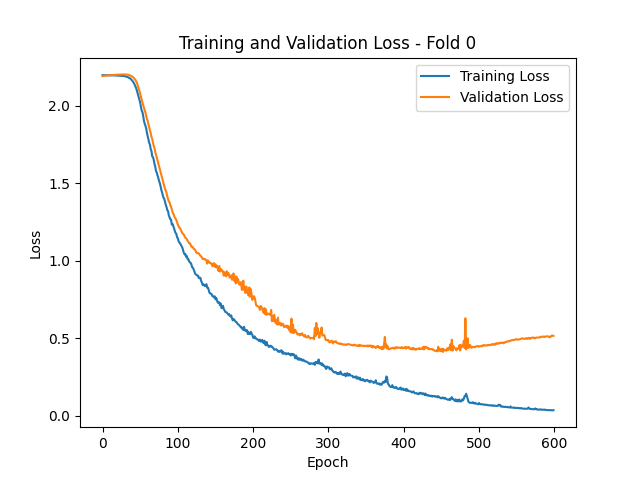 Training and Validation Loss - Fold 0
Training Loss
Validation Loss
Loss
2.0
1.5
1.0
0.5
0.0
0 100 200 300 400 500 600
Epoch